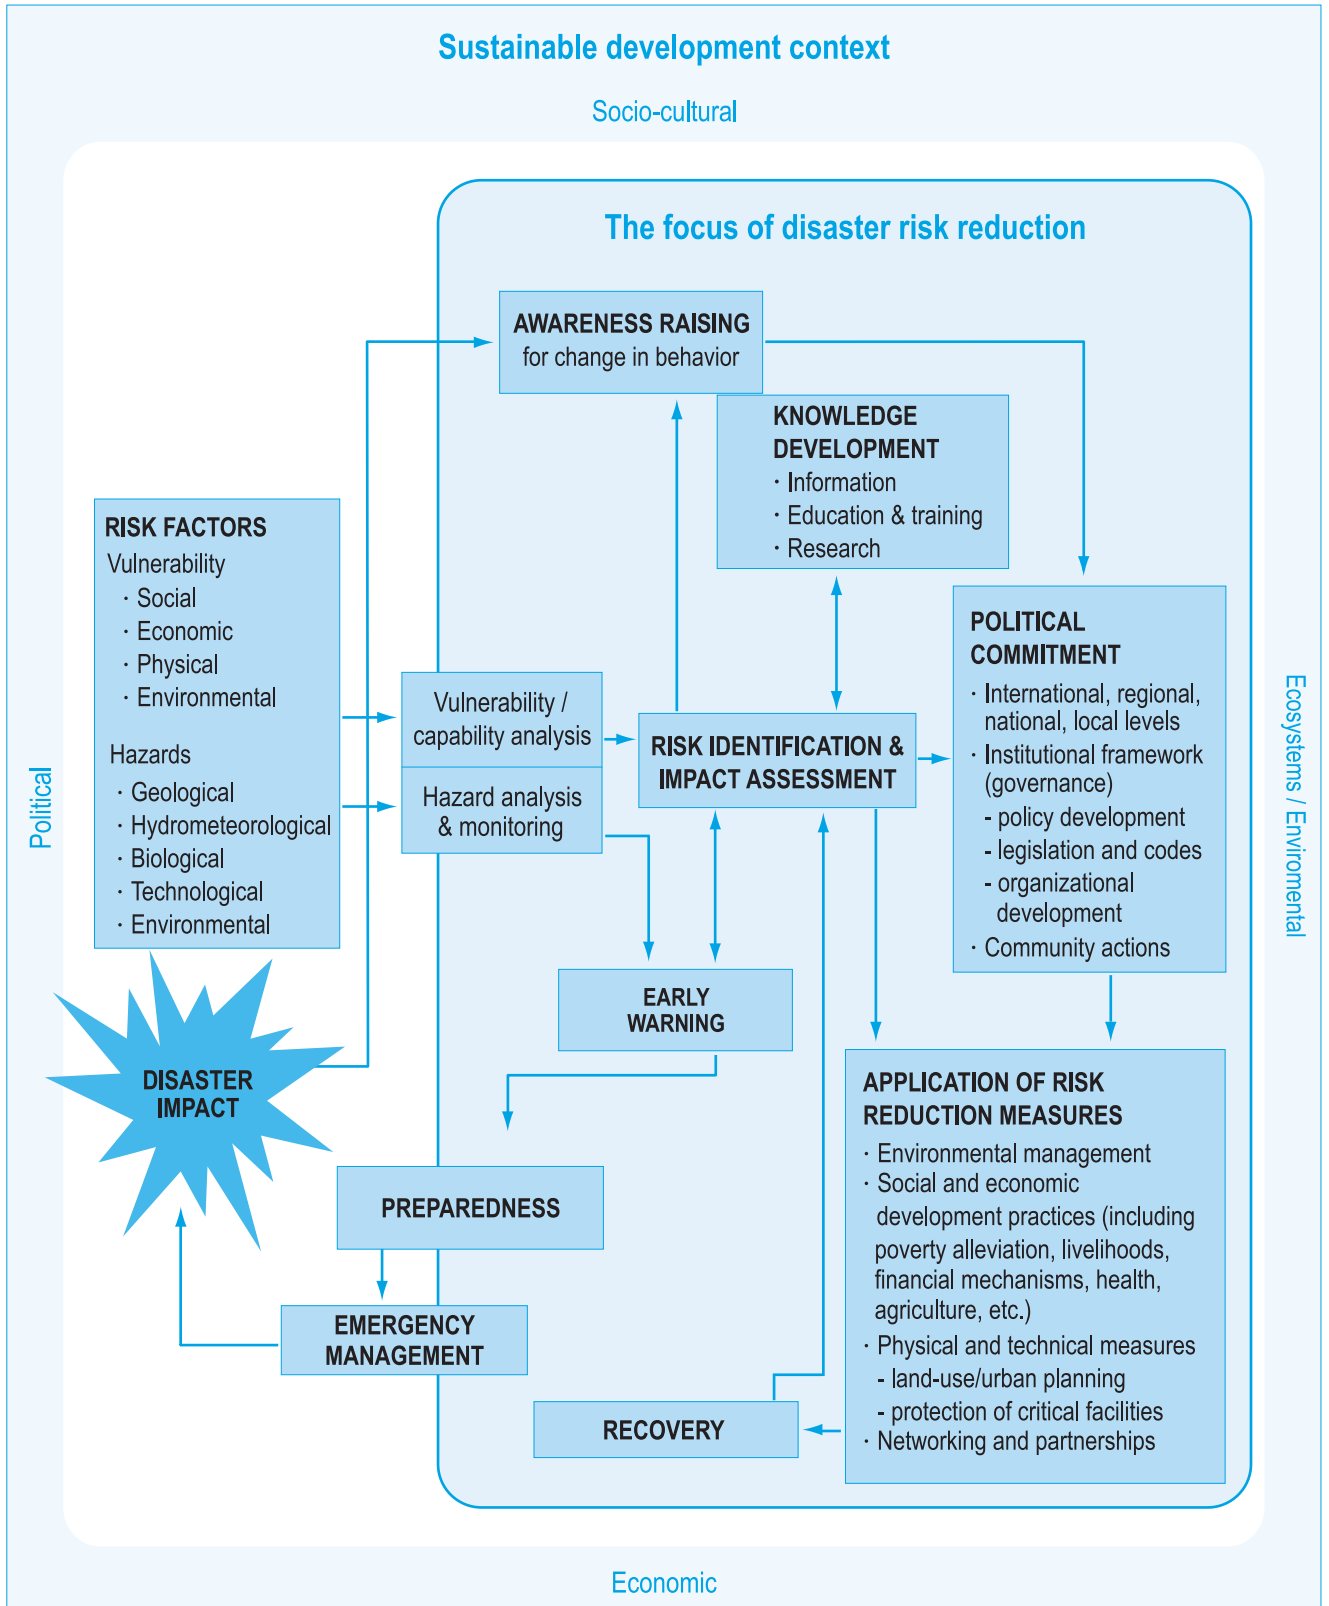 Sustainable development context
Socio-cultural
The focus of disaster risk reduction
AWARENESS RAISING
for change in behavior
KNOWLEDGE
DEVELOPMENT
· Information
· Education & training
· Research
RISK FACTORS
Vulnerability
· Social
· Economic
· Physical
· Environmental
Hazards
· Geological
· Hydrometeorological
· Biological
· Technological
· Environmental
Vulnerability /
capability analysis
Hazard analysis
& monitoring
RISK IDENTIFICATION &
IMPACT ASSESSMENT
POLITICAL
COMMITMENT
· International, regional,
national, local levels
· Institutional framework
(governance)
- policy development
- legislation and codes
- organizational
development
· Community actions
Political
Ecosystems / Enviromental
EARLY
WARNING
DISASTER
IMPACT
APPLICATION OF RISK
REDUCTION MEASURES
· Environmental management
· Social and economic
development practices (including
poverty alleviation, livelihoods,
financial mechanisms, health,
agriculture, etc.)
· Physical and technical measures
- land-use/urban planning
- protection of critical facilities
· Networking and partnerships
PREPAREDNESS
EMERGENCY
MANAGEMENT
RECOVERY
Economic